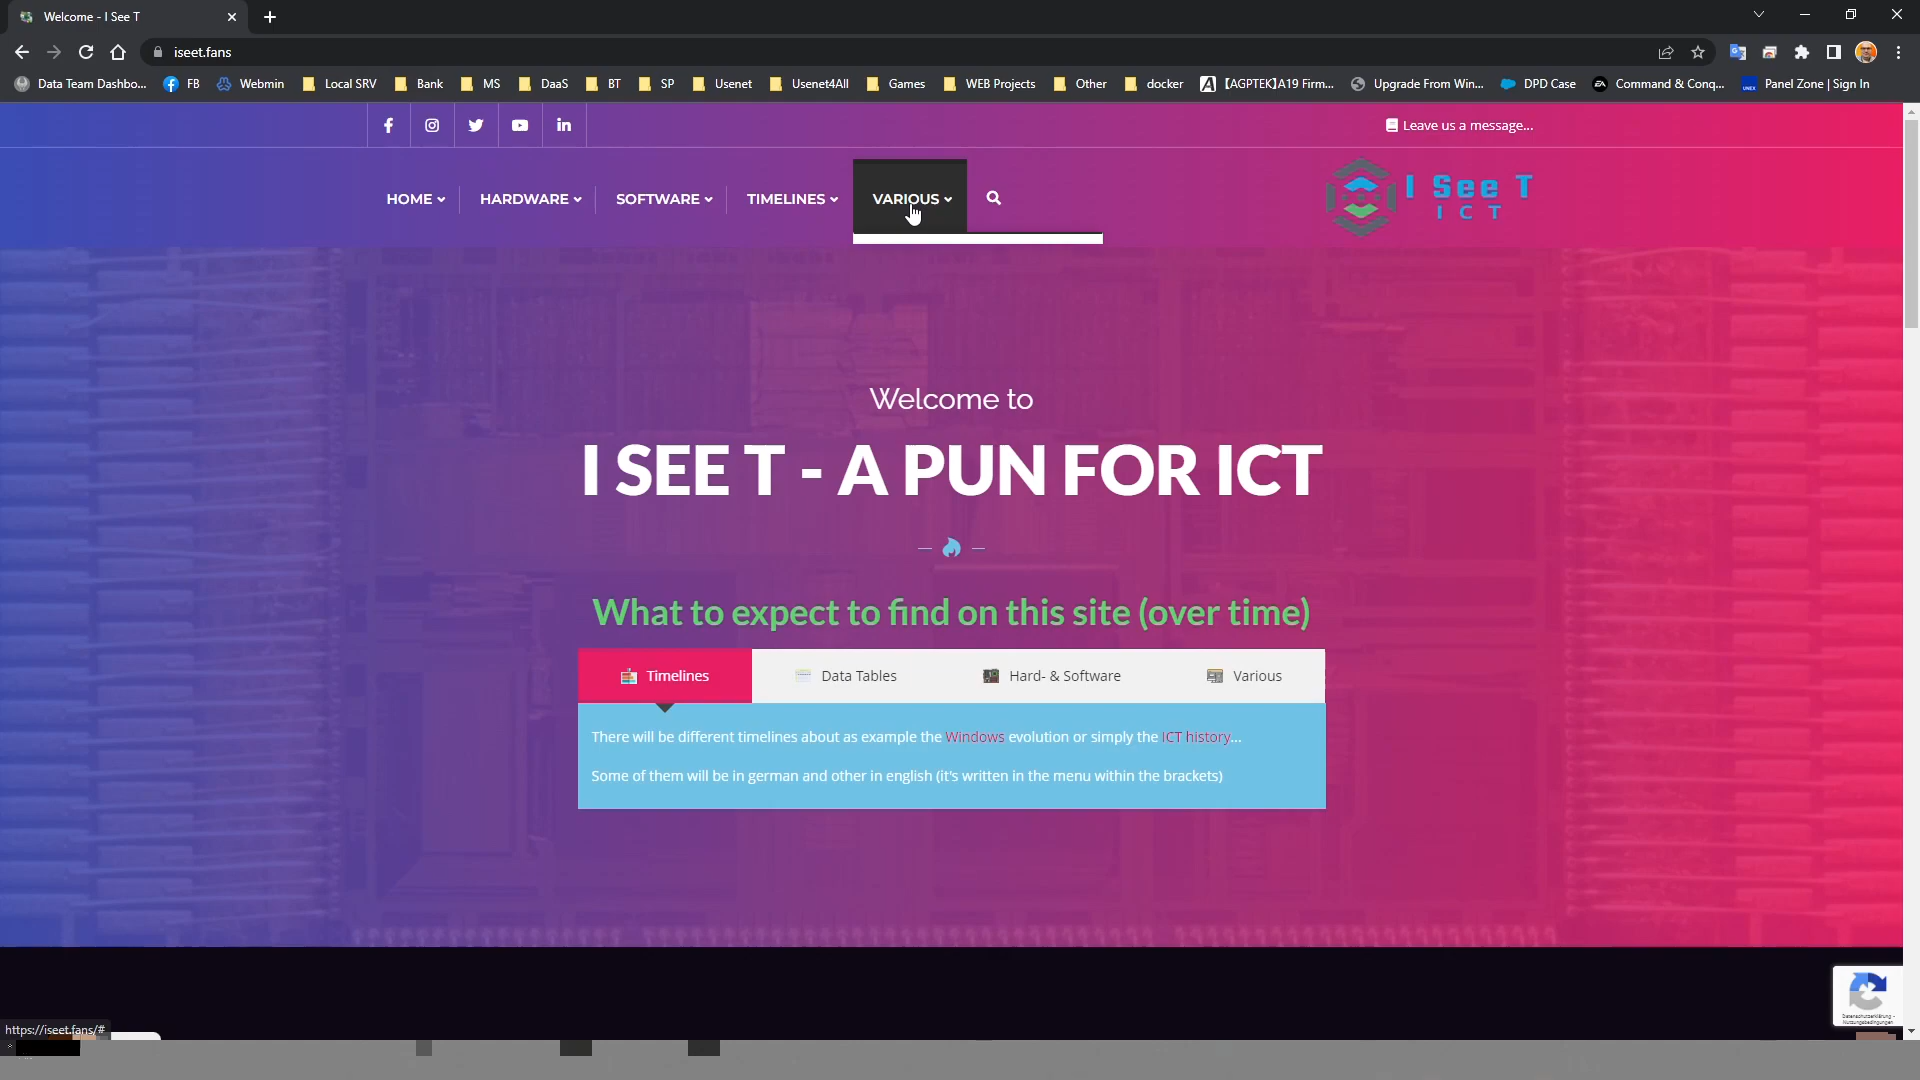 Welcome - I See T
iseet.fans
Data Team Dashbo... FB Webmin Local SRV Bank MS DaaS BT SP Usenet Usenet4All Games WEB Projects Other docker 【AGPTEK】A19 Firm... Upgrade From Win... DPD Case Command & Conq... Panel Zone | Sign In
Leave us a message...
HOME HARDWARE SOFTWARE TIMELINES VARIOUS
I See T
ICT
Welcome to
I SEE T - A PUN FOR ICT
What to expect to find on this site (over time)
Timelines Data Tables Hard- & Software Various
There will be different timelines about as example the Windows evolution or simply the ICT history...
Some of them will be in german and other in english (it's written in the menu within the brackets)
Datenschutzerklärung -
Nutzungsbedingungen
https://iseet.fans/#